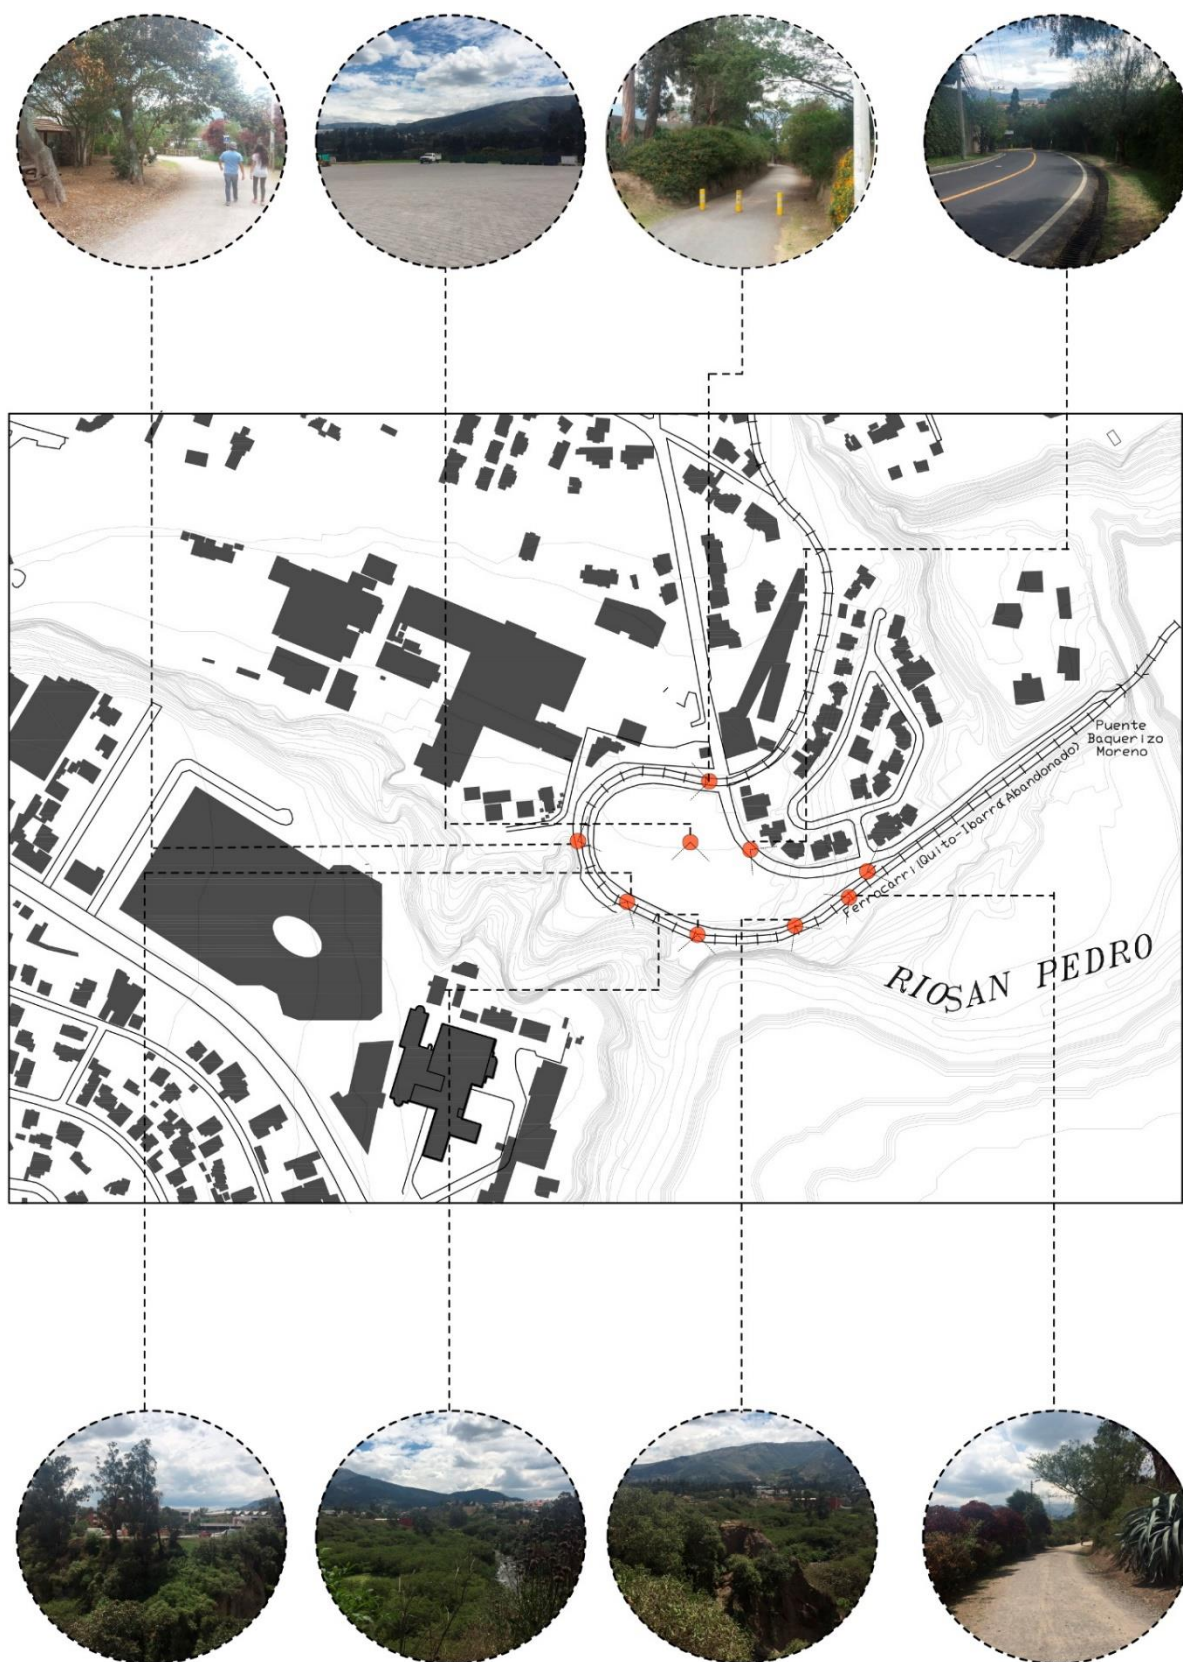 Puente
Baquerizo
Moreno
Ferrocarril(Quito-Ibarra Abandonado)
RIO SAN PEDRO